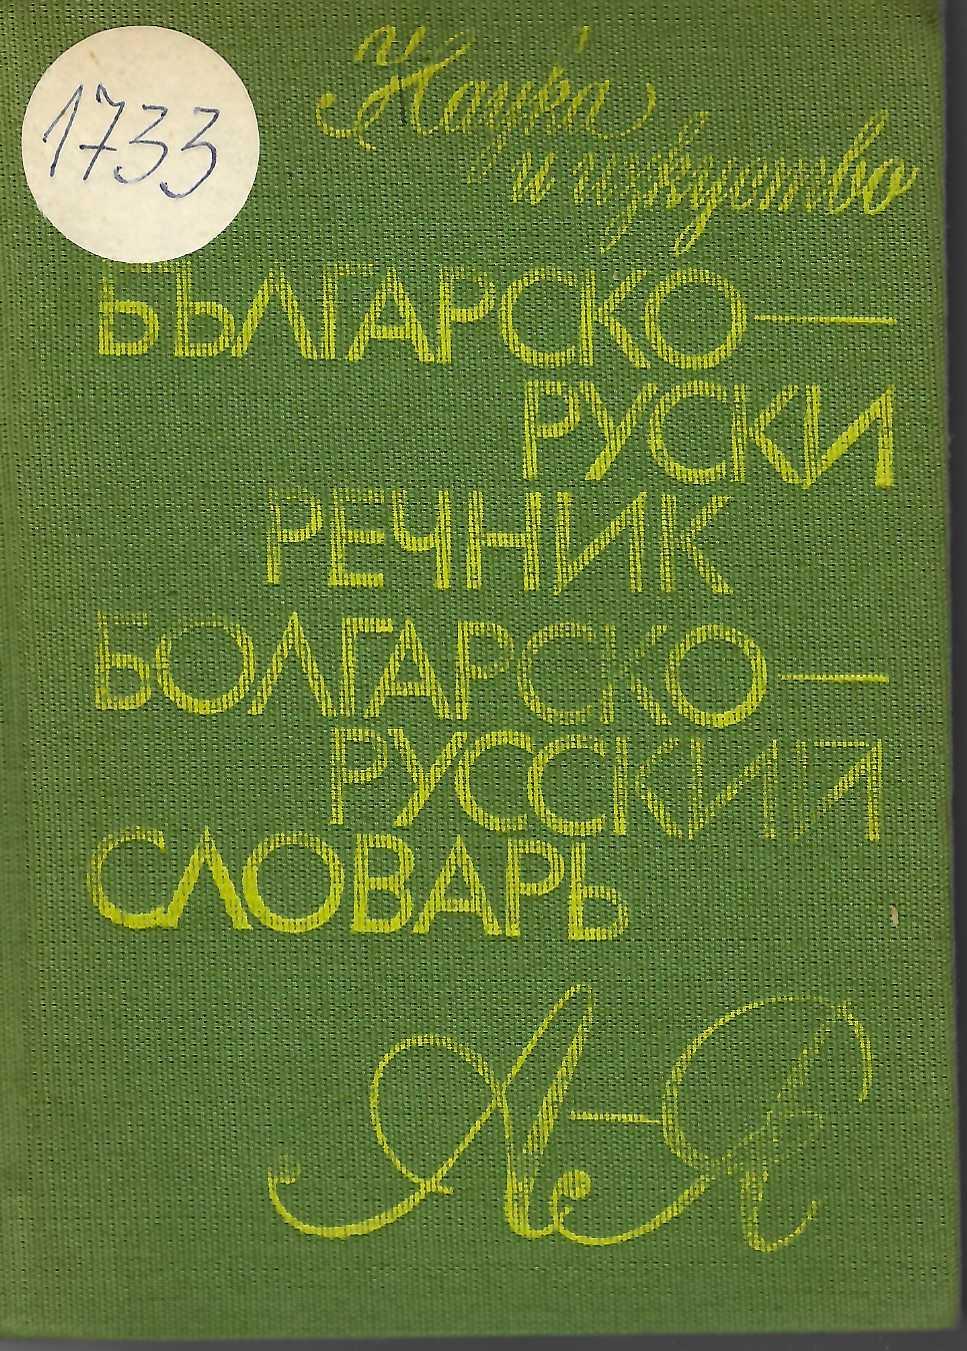 1733
Наука
и изкуство
БЪЛГАРСКО—
РУСКИ
РЕЧНИК
БОЛГАРСКО—
РУССКИЙ
СЛОВАРЬ
А–Я